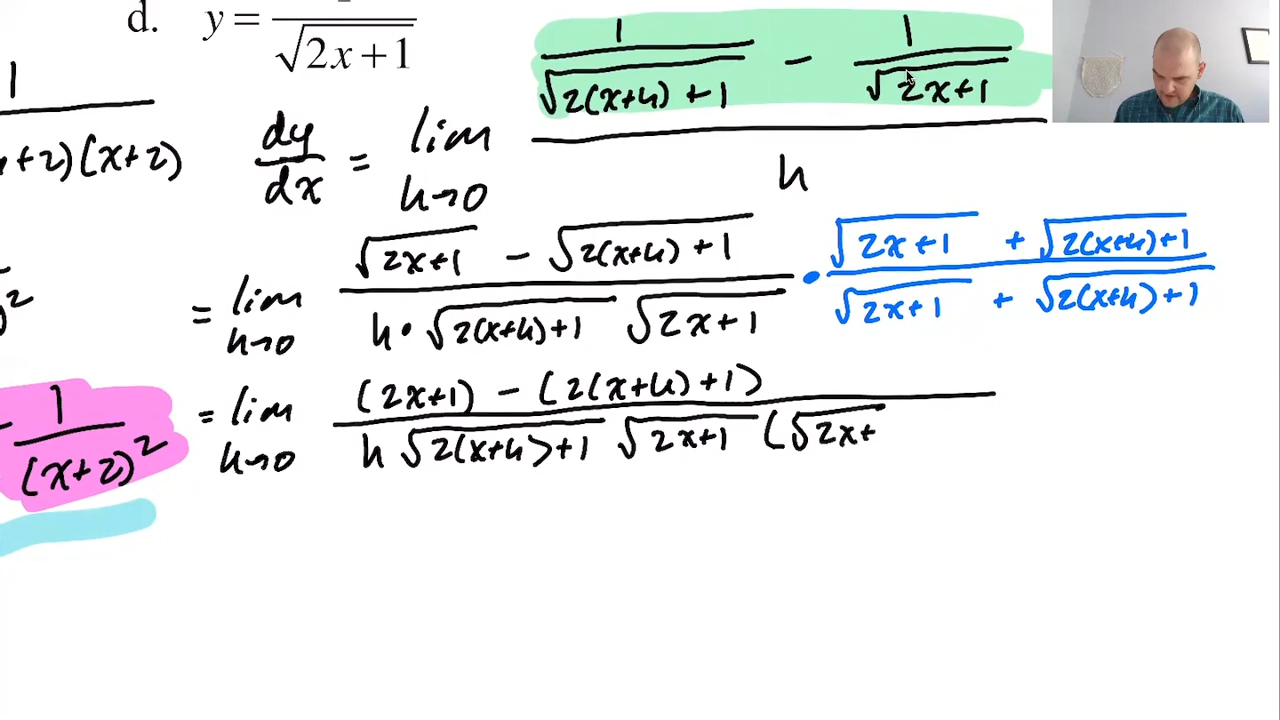 d. y = 1/√(2x+1)
1/(x+2)(x+2)
dy/dx = lim h→0 (1/√(2(x+h)+1) − 1/√(2x+1))/h
= lim h→0 (√(2x+1) − √(2(x+h)+1))/(h·√(2(x+h)+1) √(2x+1)) · (√(2x+1) + √(2(x+h)+1))/(√(2x+1) + √(2(x+h)+1))
1/(x+2)²
= lim h→0 ((2x+1) − (2(x+h)+1))/(h√(2(x+h)+1) √(2x+1) (√2x+